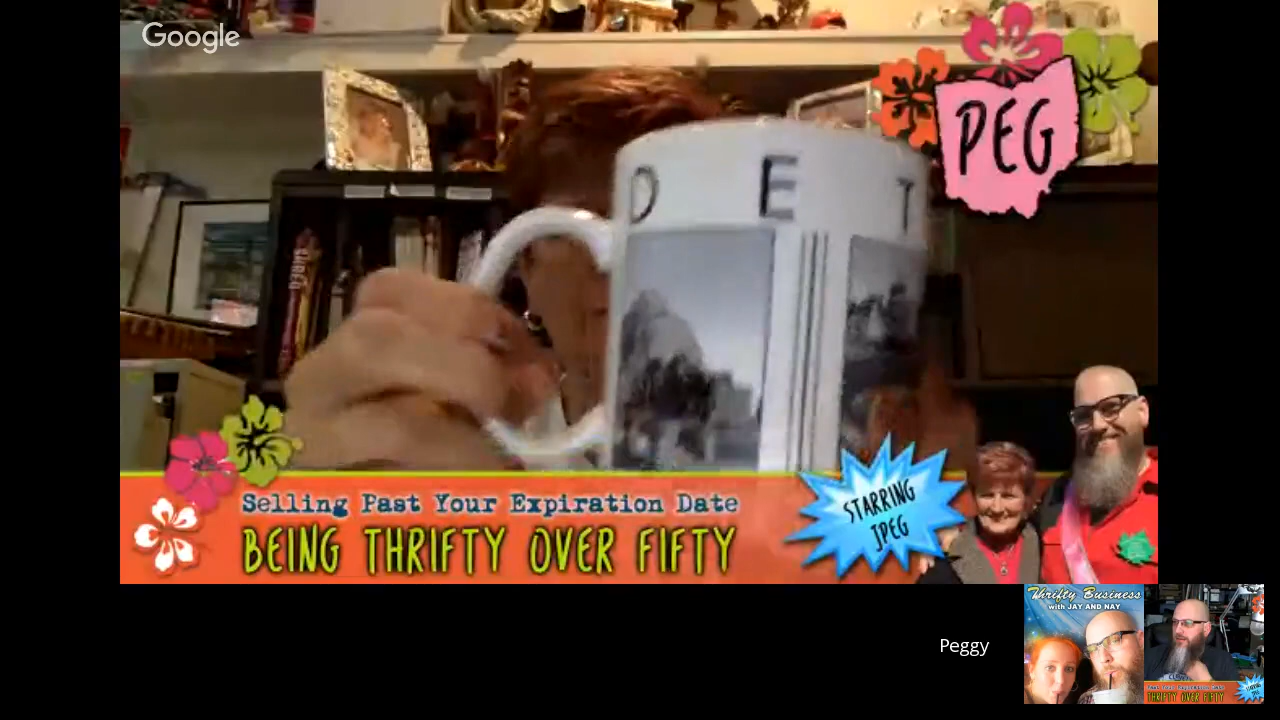 Google
PEG
D E T
Selling Past Your Expiration Date
BEING THRIFTY OVER FIFTY
STARRING
JPEG
Peggy
Thrifty Business
with JAY AND NAY
THRIFTY OVER FIFTY